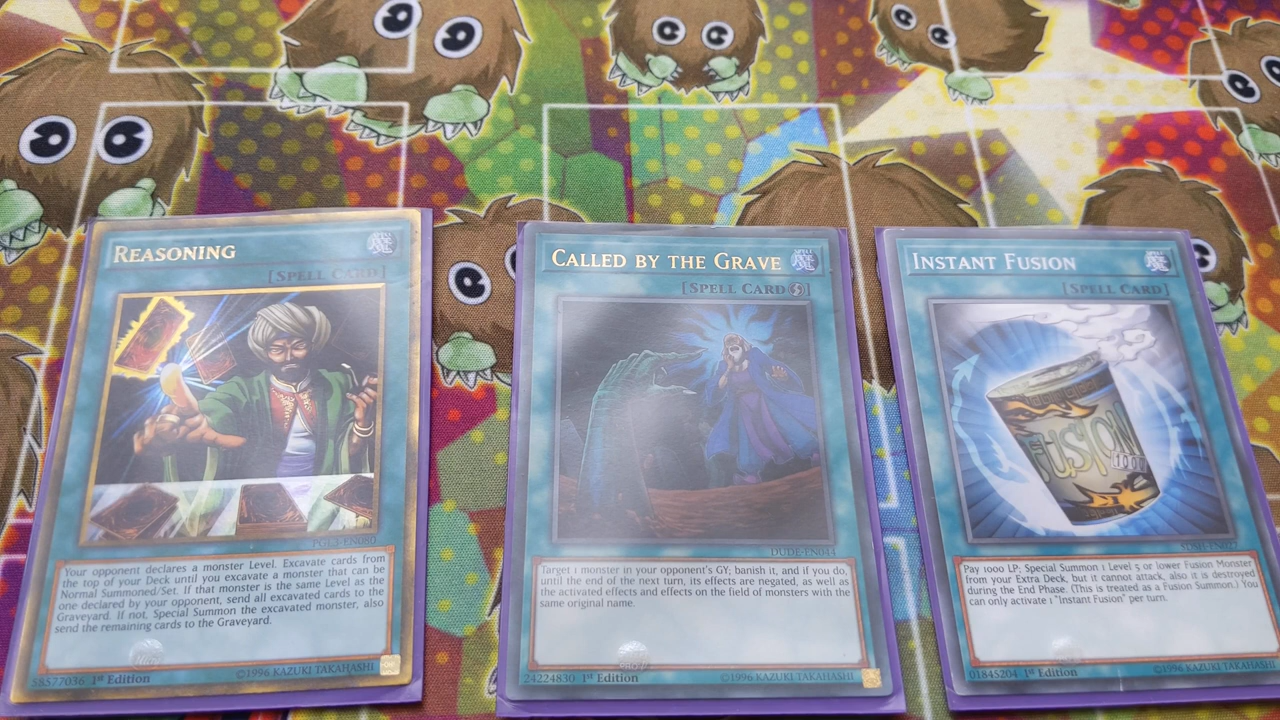 REASONING
[SPELL CARD]
PGL3-EN080
Your opponent declares a monster Level. Excavate cards from
the top of your Deck until you excavate a monster that can be
Normal Summoned/Set. If that monster is the same Level as the
one declared by your opponent, send all excavated cards to the
Graveyard. If not, Special Summon the excavated monster, also
send the remaining cards to the Graveyard.
58577036 1st Edition
©1996 KAZUKI TAKAHASHI
CALLED BY THE GRAVE
[SPELL CARD]
DUDE-EN044
Target 1 monster in your opponent's GY; banish it, and if you do,
until the end of the next turn, its effects are negated, as well as
the activated effects and effects on the field of monsters with the
same original name.
24224830 1st Edition
©1996 KAZUKI TAKAHASHI
INSTANT FUSION
[SPELL CARD]
FUSION
1000
Pay 1000 LP; Special Summon 1 Level 5 or lower Fusion Monster
from your Extra Deck, but it cannot attack, also it is destroyed
during the End Phase. (This is treated as a Fusion Summon.) You
can only activate 1 "Instant Fusion" per turn.
01845204 1st Edition
©1996 KAZUKI TAKAHASHI